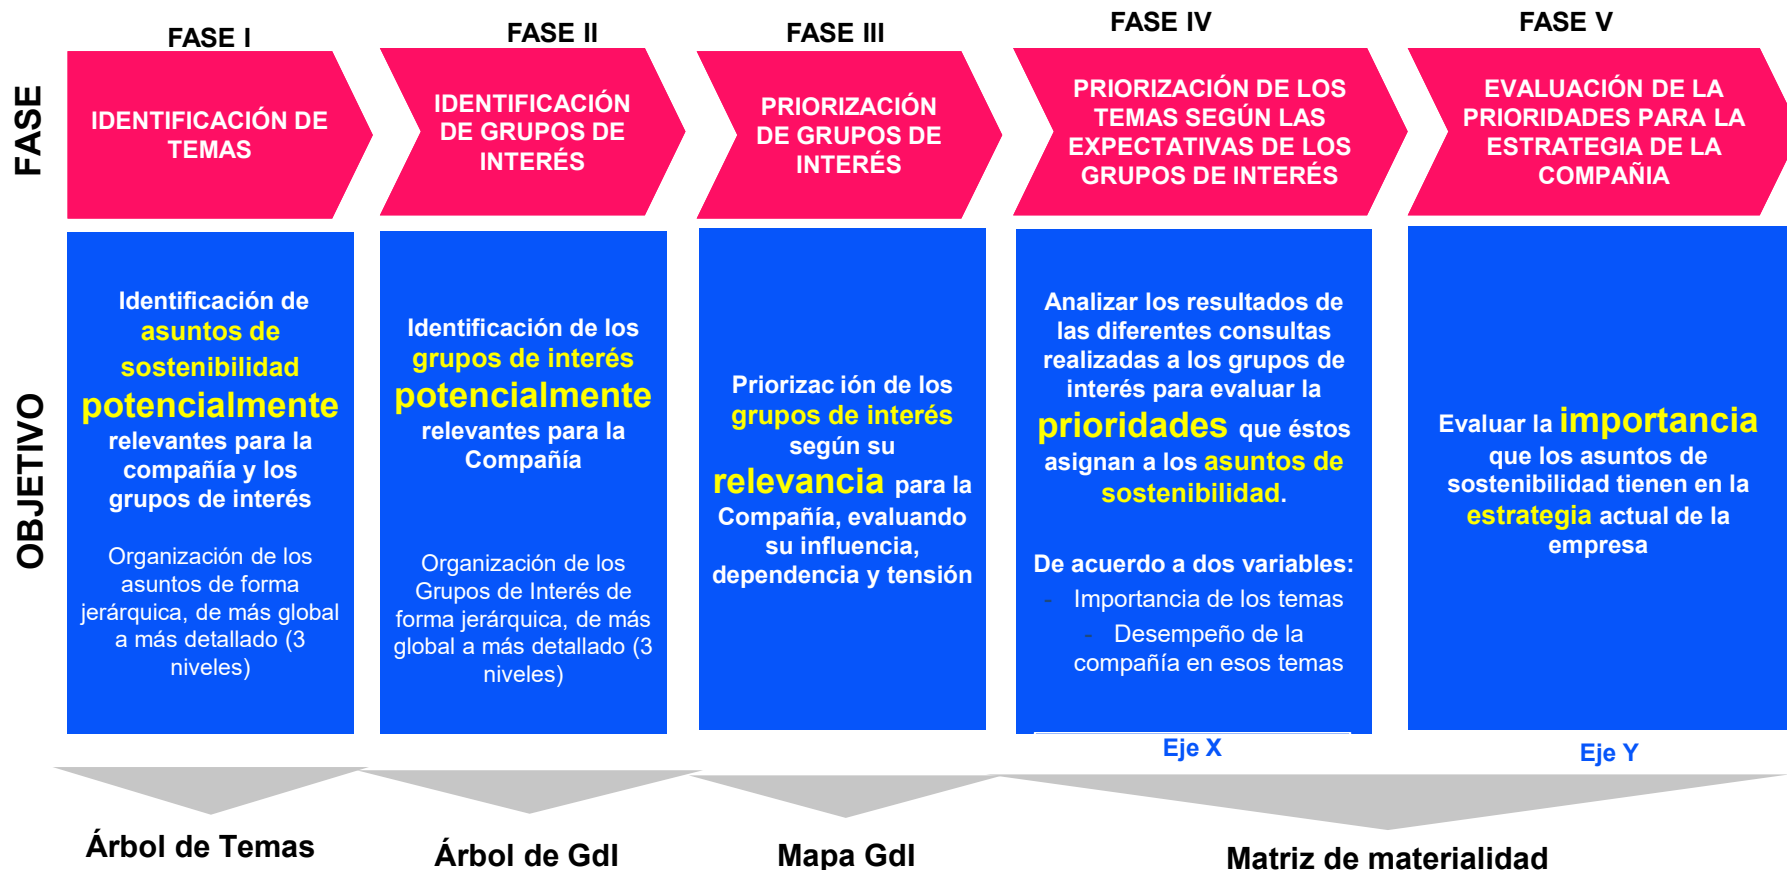 FASE I
FASE II
FASE III
FASE IV
FASE V
FASE
IDENTIFICACIÓN DE
TEMAS
IDENTIFICACIÓN
DE GRUPOS DE
INTERÉS
PRIORIZACIÓN
DE GRUPOS DE
INTERÉS
PRIORIZACIÓN DE LOS
TEMAS SEGÚN LAS
EXPECTATIVAS DE LOS
GRUPOS DE INTERÉS
EVALUACIÓN DE LA
PRIORIDADES PARA LA
ESTRATEGIA DE LA
COMPAÑIA
OBJETIVO
Identificación de
asuntos de
sostenibilidad
potencialmente
relevantes para la
compañía y los
grupos de interés
Organización de los
asuntos de forma
jerárquica, de más global
a más detallado (3
niveles)
Identificación de los
grupos de interés
potencialmente
relevantes para la
Compañía
Organización de los
Grupos de Interés de
forma jerárquica, de más
global a más detallado (3
niveles)
Priorizac ión de los
grupos de interés
según su
relevancia para la
Compañía, evaluando
su influencia,
dependencia y tensión
Analizar los resultados de
las diferentes consultas
realizadas a los grupos de
interés para evaluar la
prioridades que éstos
asignan a los asuntos de
sostenibilidad.
De acuerdo a dos variables:
- Importancia de los temas
- Desempeño de la
compañía en esos temas
Evaluar la importancia
que los asuntos de
sostenibilidad tienen en la
estrategia actual de la
empresa
Eje X
Eje Y
Árbol de Temas
Árbol de GdI
Mapa GdI
Matriz de materialidad